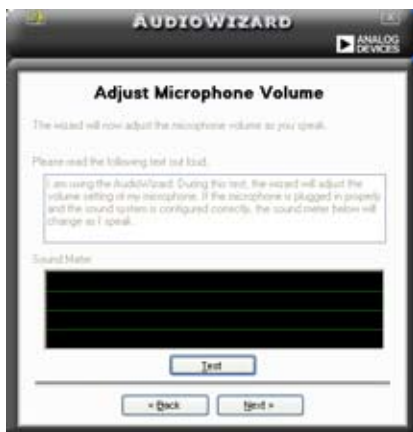 AUDIOWIZARD
ANALOG
DEVICES
Adjust Microphone Volume
The wizard will now adjust the microphone volume as you speak.
Please read the following text out loud.
I am using the AudioWizard. During this test, the wizard will adjust the
volume setting of my microphone. If the microphone is plugged in properly
and the sound system is configured correctly, the sound meter below will
change as I speak.
Sound Meter
Test
< Back
Next >